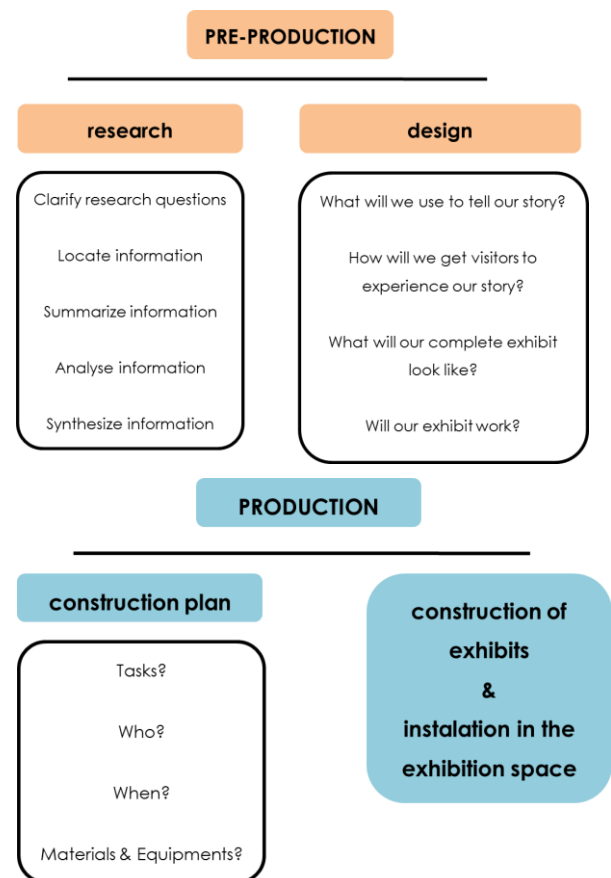 PRE-PRODUCTION
research
Clarify research questions
Locate information
Summarize information
Analyse information
Synthesize information
design
What will we use to tell our story?
How will we get visitors to
experience our story?
What will our complete exhibit
look like?
Will our exhibit work?
PRODUCTION
construction plan
Tasks?
Who?
When?
Materials & Equipments?
construction of
exhibits
&
instalation in the
exhibition space